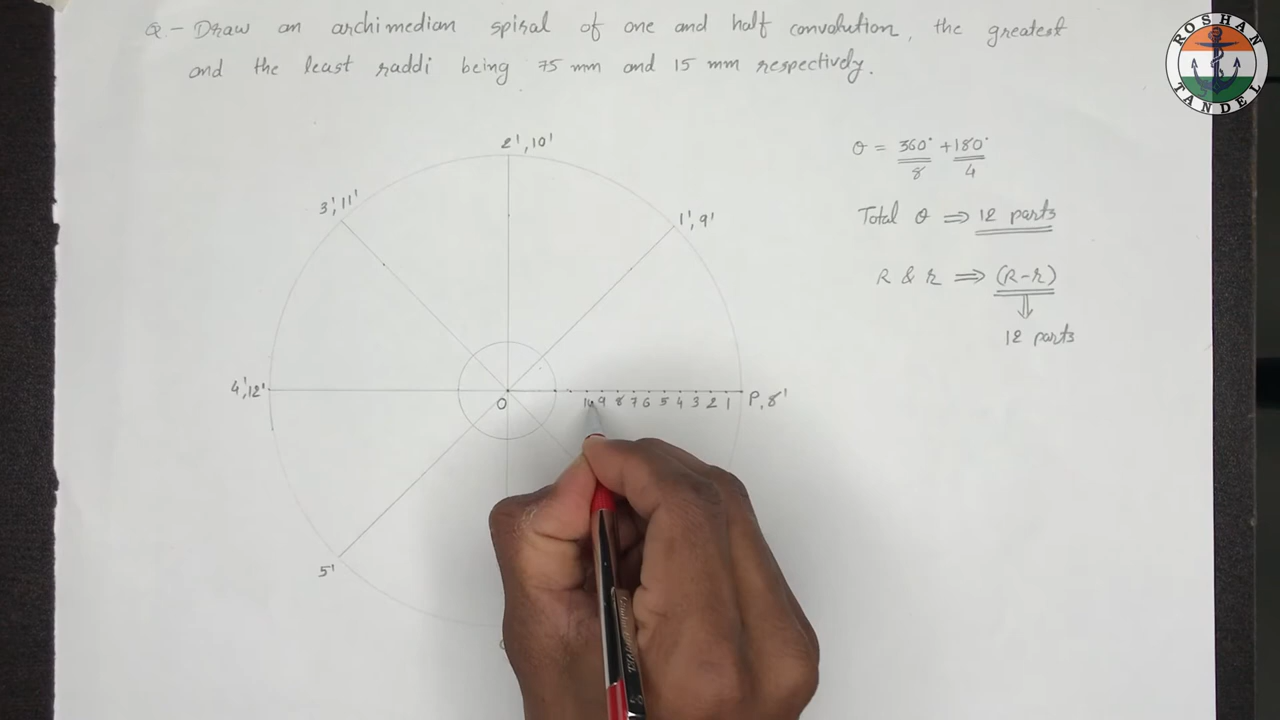 Q - Draw an archimedian spiral of one and half convolution, the greatest
and the least raddi being 75 mm and 15 mm respectively.
ROSHAN
TANDEL
2', 10'
3', 11'
1', 9'
4', 12'
O
10 9 8 7 6 5 4 3 2 1 P, 8'
5'
θ = 360°/8 + 180°/4
Total θ ⇒ 12 parts
R & r ⇒ (R-r)
12 parts